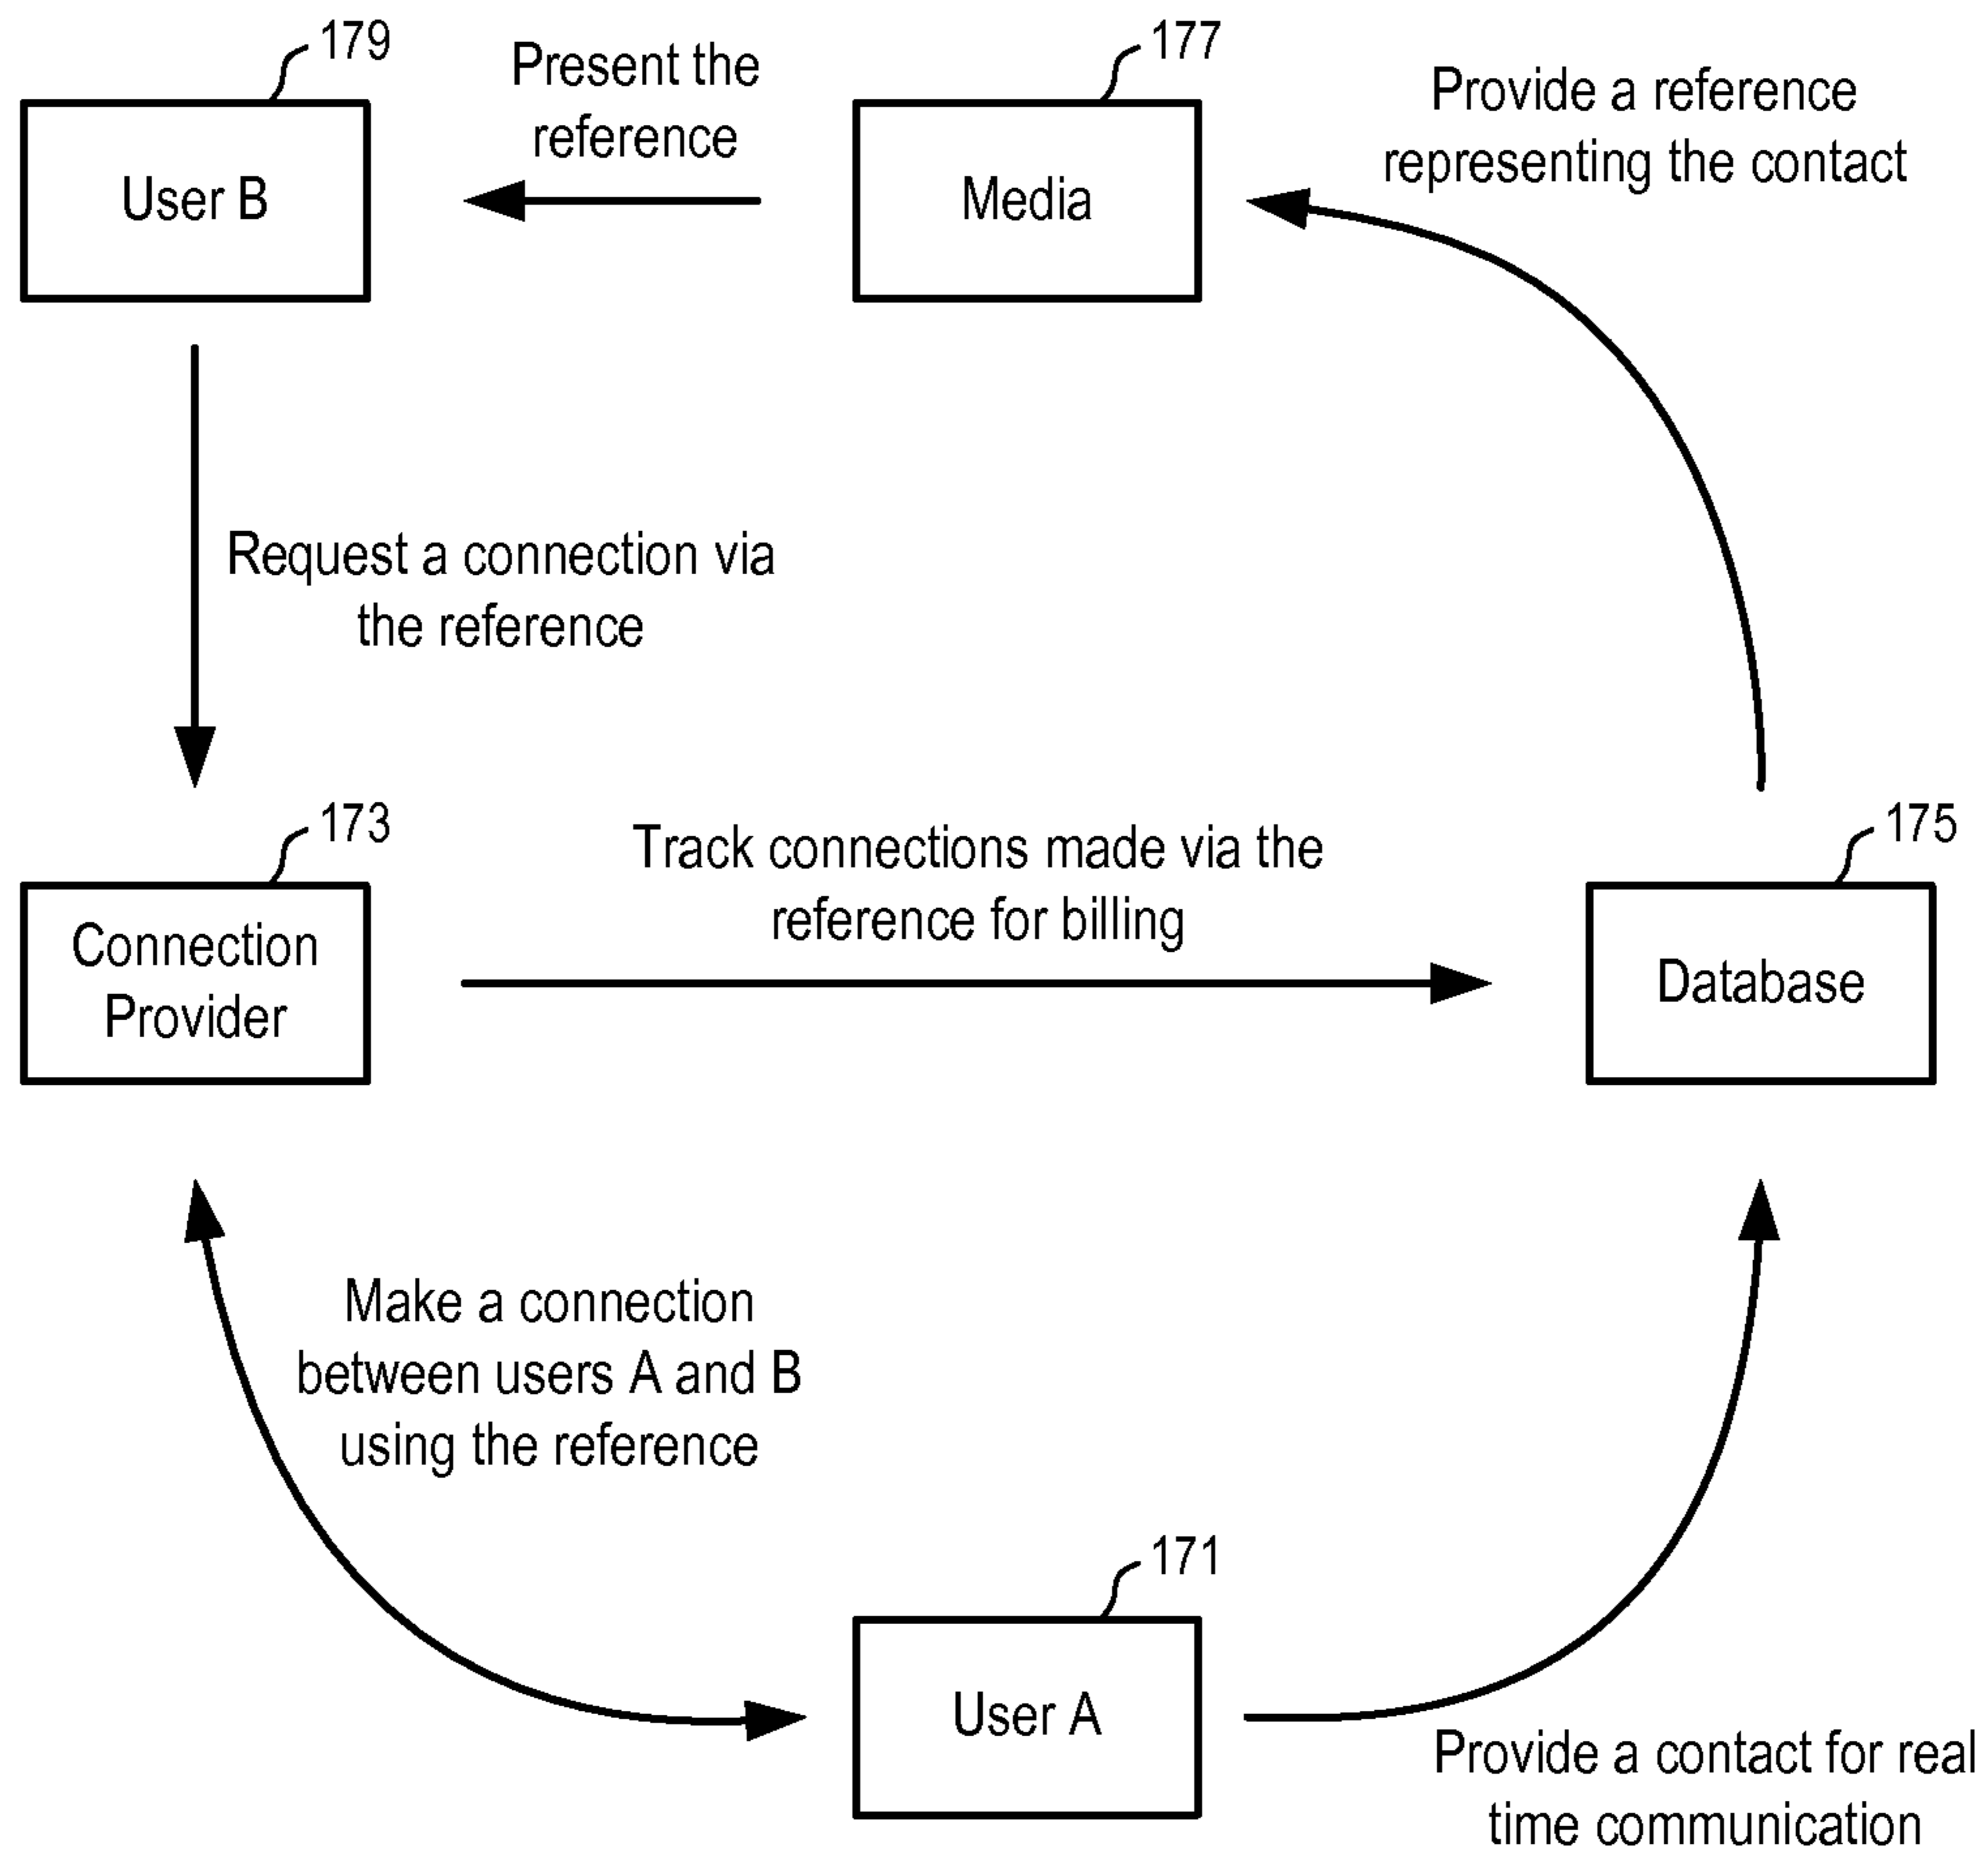 179
Present the
reference
177
Provide a reference
representing the contact
User B
Media
Request a connection via
the reference
173
Track connections made via the
reference for billing
175
Connection
Provider
Database
Make a connection
between users A and B
using the reference
171
User A
Provide a contact for real
time communication